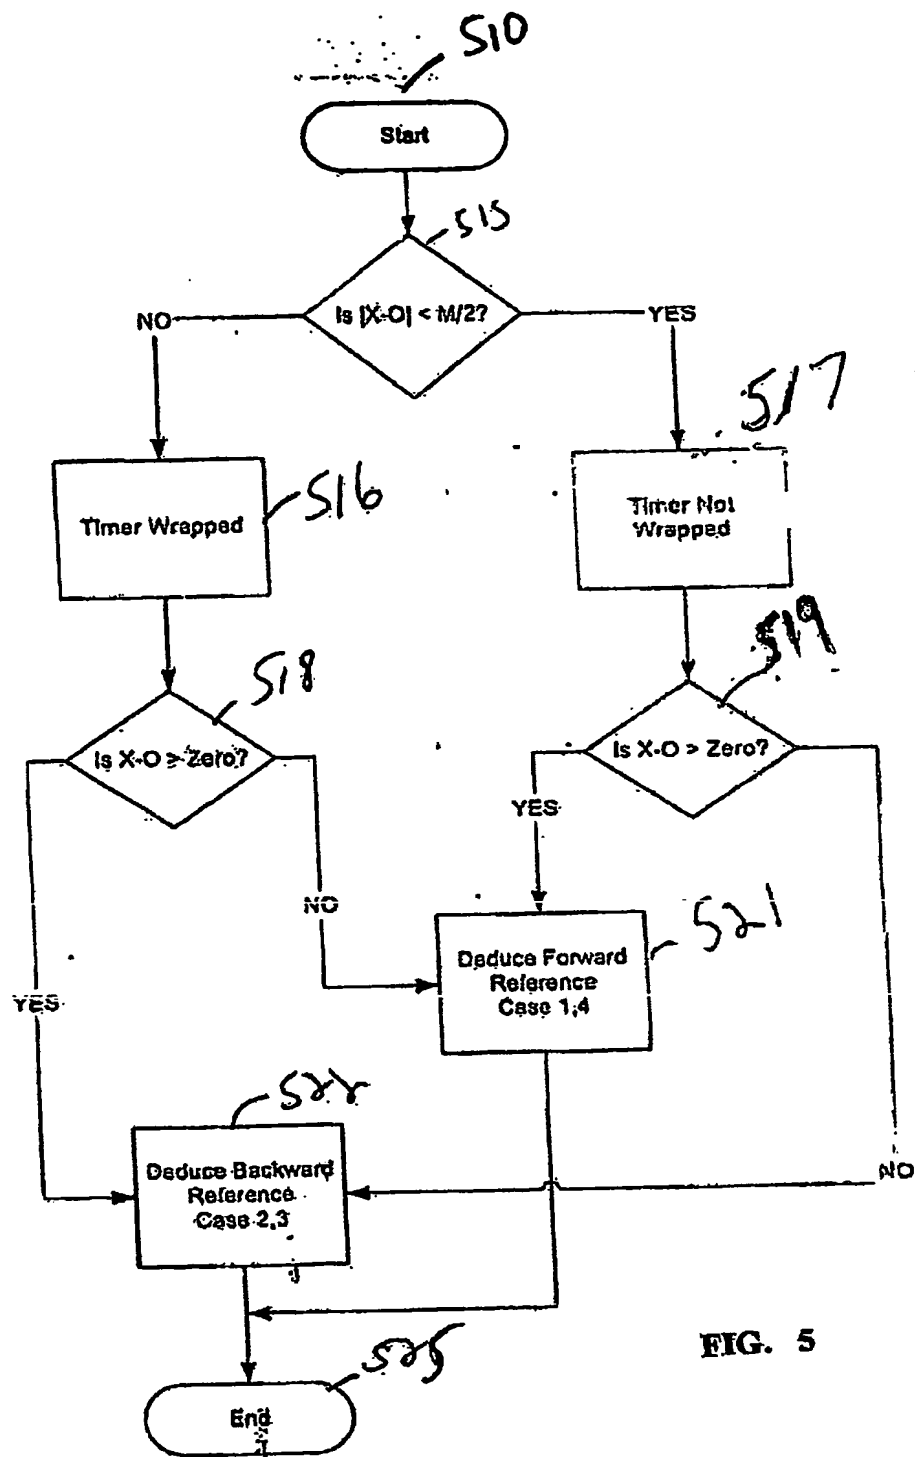 510
Start
515
Is |X-O| < M/2?
NO
YES
517
Timer Wrapped
516
Timer Not
Wrapped
518
519
Is X-O > Zero?
Is X-O > Zero?
YES
NO
521
Deduce Forward
Reference
Case 1,4
YES
522
Deduce Backward
Reference
Case 2,3
NO
525
End
FIG. 5